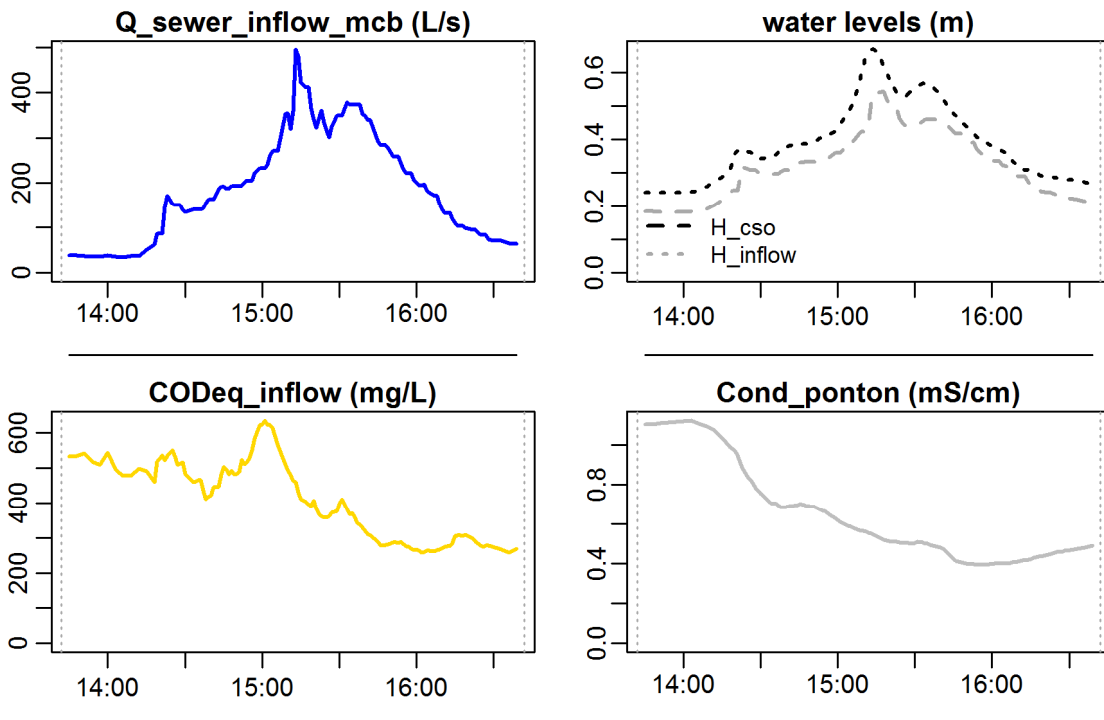 Q_sewer_inflow_mcb (L/s)
0 200 400
14:00 15:00 16:00
water levels (m)
0.0 0.2 0.4 0.6
H_cso
H_inflow
14:00 15:00 16:00
CODeq_inflow (mg/L)
0 200 400 600
14:00 15:00 16:00
Cond_ponton (mS/cm)
0.0 0.4 0.8
14:00 15:00 16:00